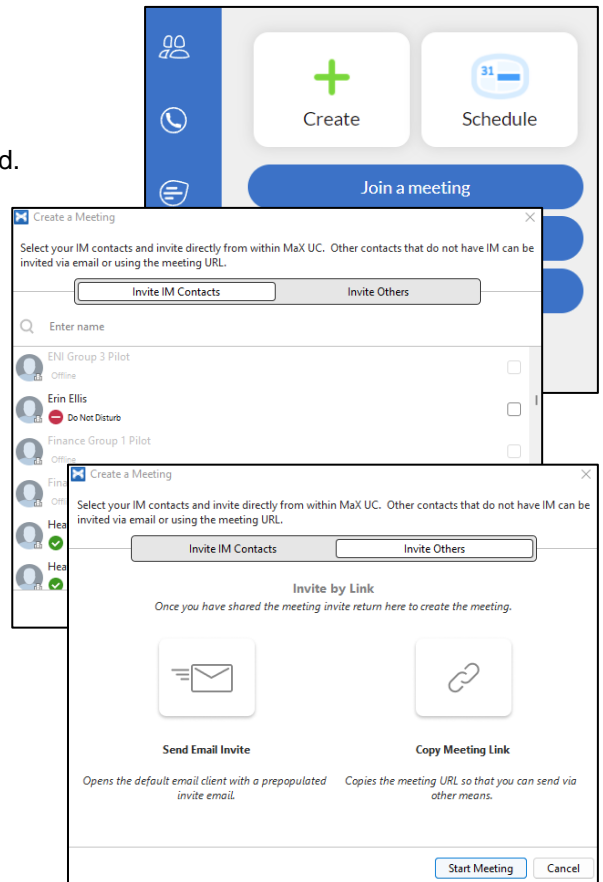 31
Create
Schedule
d.
Join a meeting
Create a Meeting
Select your IM contacts and invite directly from within MaX UC. Other contacts that do not have IM can be
invited via email or using the meeting URL.
Invite IM Contacts
Invite Others
Enter name
ENI Group 3 Pilot
Offline
Erin Ellis
Do Not Disturb
Finance Group 1 Pilot
Offline
Fina
Offl
Hea
Hea
Create a Meeting
Select your IM contacts and invite directly from within MaX UC. Other contacts that do not have IM can be
invited via email or using the meeting URL.
Invite IM Contacts
Invite Others
Invite by Link
Once you have shared the meeting invite return here to create the meeting.
Send Email Invite
Copy Meeting Link
Opens the default email client with a prepopulated
invite email.
Copies the meeting URL so that you can send via
other means.
Start Meeting
Cancel